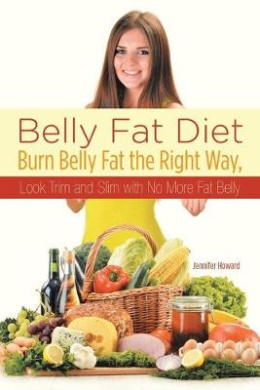 Belly Fat Diet
Burn Belly Fat the Right Way,
Look Trim and Slim with No More Fat Belly
Jennifer Howard